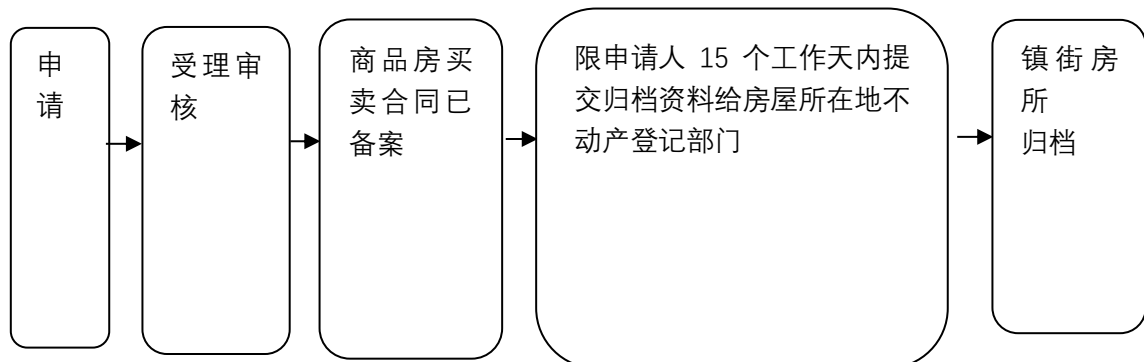 申
请
受理审
核
商品房买
卖合同已
备案
限申请人 15 个工作天内提
交归档资料给房屋所在地不
动产登记部门
镇街房
所
归档